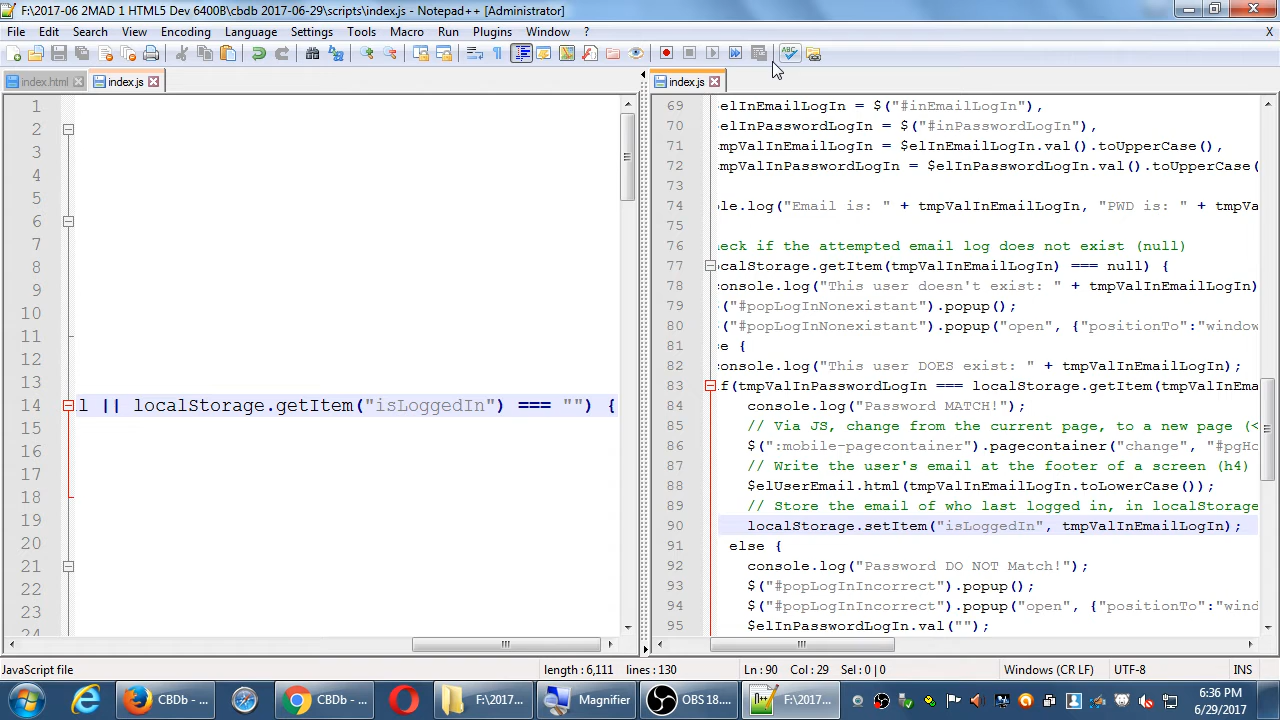 F:\2017-06 2MAD 1 HTML5 Dev 6400B\cbdb 2017-06-29\scripts\index.js - Notepad++ [Administrator]
File Edit Search View Encoding Language Settings Tools Macro Run Plugins Window ? X
index.html index.js index.js
1
2
3
4
5
6
7
8
9
10
11
12
13
14 l || localStorage.getItem("isLoggedIn") === "") {
15
16
17
18
19
20
21
22
23
24
69 elInEmailLogIn = $("#inEmailLogIn"),
70 elInPasswordLogIn = $("#inPasswordLogIn"),
71 mpValInEmailLogIn = $elInEmailLogIn.val().toUpperCase(),
72 mpValInPasswordLogIn = $elInPasswordLogIn.val().toUpperCase(
73
74 ole.log("Email is: " + tmpValInEmailLogIn, "PWD is: " + tmpVa
75
76 eck if the attempted email log does not exist (null)
77 ocalStorage.getItem(tmpValInEmailLogIn) === null) {
78 console.log("This user doesn't exist: " + tmpValInEmailLogIn)
79 ("#popLogInNonexistant").popup();
80 ("#popLogInNonexistant").popup("open", {"positionTo":"window
81 se {
82 console.log("This user DOES exist: " + tmpValInEmailLogIn);
83 if(tmpValInPasswordLogIn === localStorage.getItem(tmpValInEma
84 console.log("Password MATCH!");
85 // Via JS, change from the current page, to a new page (<
86 $(":mobile-pagecontainer").pagecontainer("change", "#pgHo
87 // Write the user's email at the footer of a screen (h4)
88 $elUserEmail.html(tmpValInEmailLogIn.toLowerCase());
89 // Store the email of who last logged in, in localStorage
90 localStorage.setItem("isLoggedIn", tmpValInEmailLogIn);
91 else {
92 console.log("Password DO NOT Match!");
93 $("#popLogInIncorrect").popup();
94 $("#popLogInIncorrect").popup("open", {"positionTo":"wind
95 $elInPasswordLogIn.val("");
JavaScript file length : 6,111 lines : 130 Ln : 90 Col : 29 Sel : 0 | 0 Windows (CR LF) UTF-8 INS
CBDb - ... CBDb - ... F:\2017... Magnifier OBS 18.... F:\2017... 6:36 PM
6/29/2017